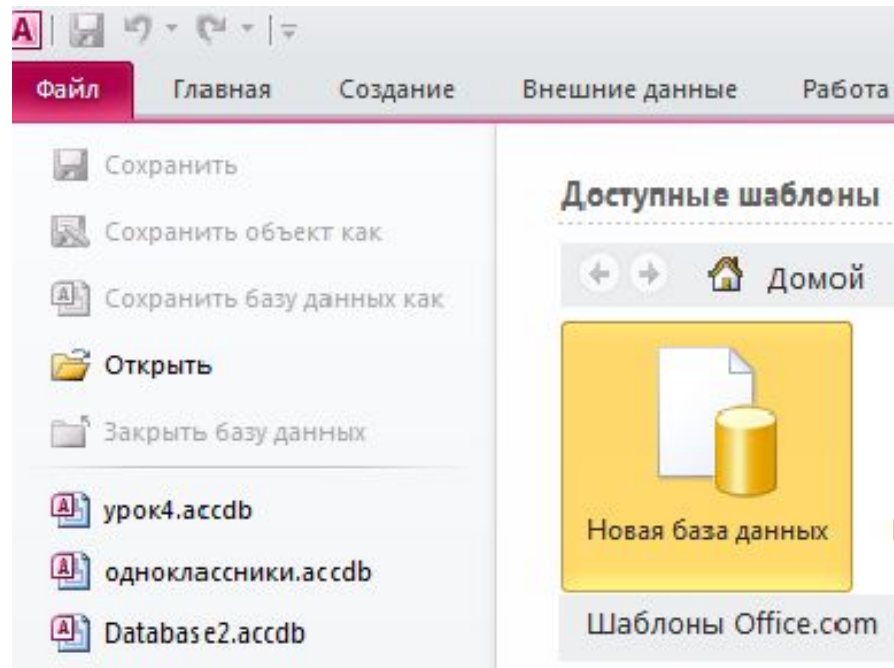 Файл Главная Создание Внешние данные Работа
Сохранить
Сохранить объект как
Сохранить базу данных как
Открыть
Закрыть базу данных
урок4.accdb
одноклассники.accdb
Database2.accdb
Доступные шаблоны
Домой
Новая база данных
Шаблоны Office.com